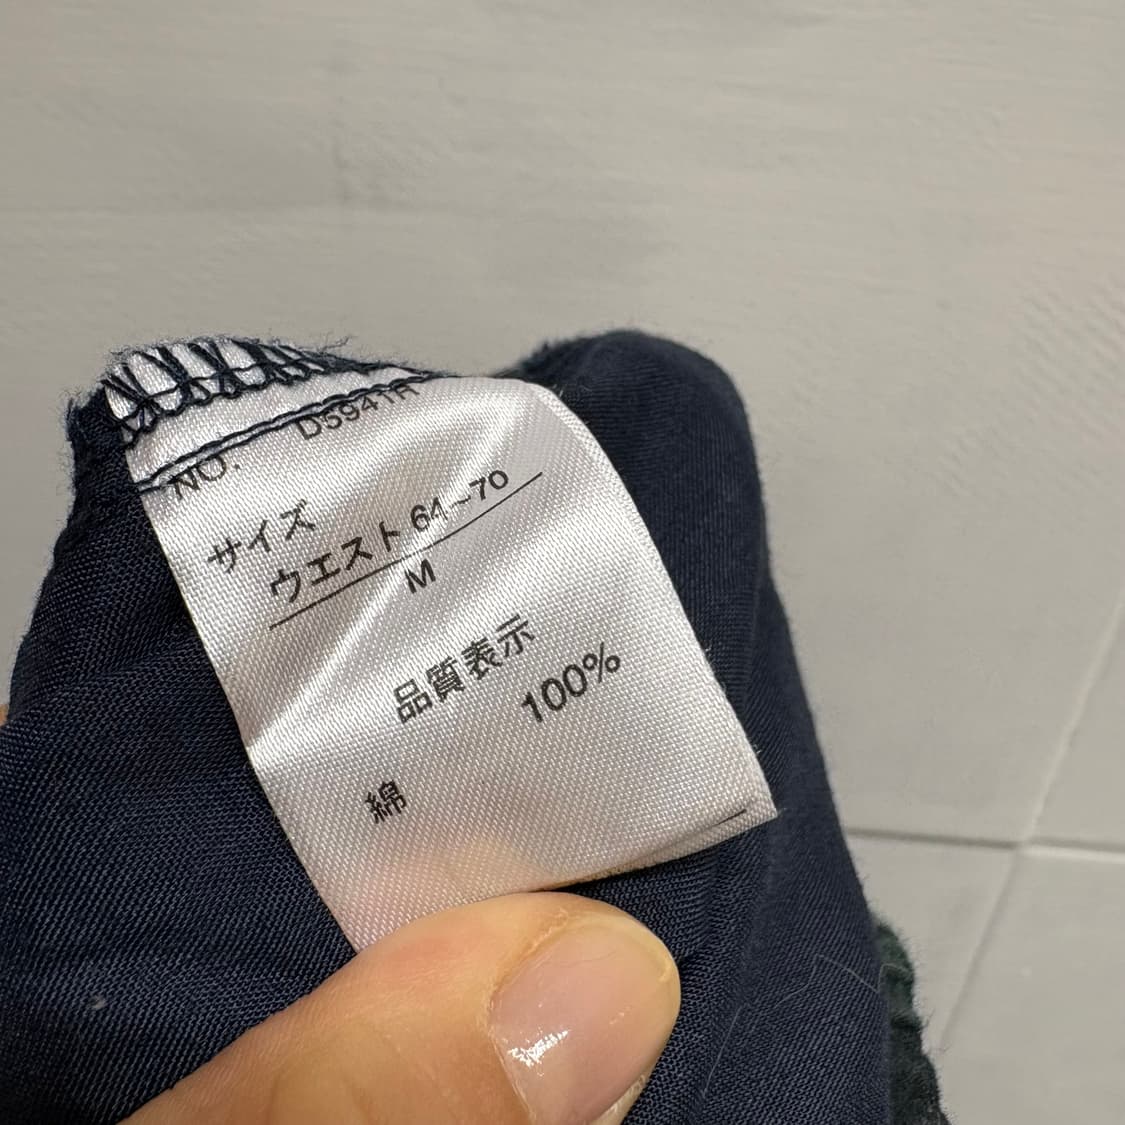 NO. D5941R
サイズ
ウエスト 64~70
M
品質表示
綿 100%